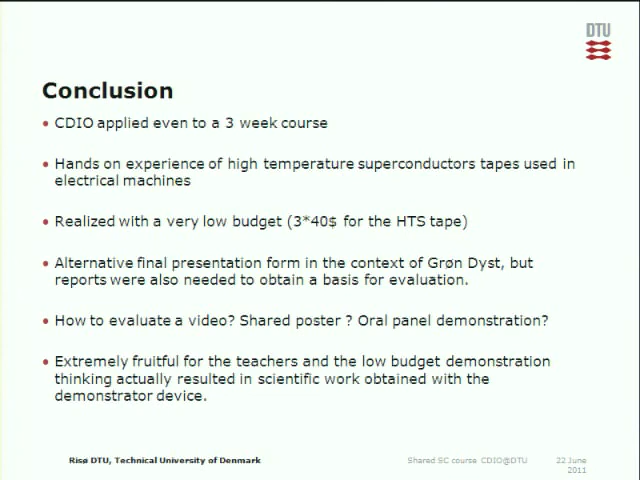 DTU
Conclusion
• CDIO applied even to a 3 week course
• Hands on experience of high temperature superconductors tapes used in
electrical machines
• Realized with a very low budget (3*40$ for the HTS tape)
• Alternative final presentation form in the context of Grøn Dyst, but
reports were also needed to obtain a basis for evaluation.
• How to evaluate a video? Shared poster ? Oral panel demonstration?
• Extremely fruitful for the teachers and the low budget demonstration
thinking actually resulted in scientific work obtained with the
demonstrator device.
Risø DTU, Technical University of Denmark
Shared SC course CDIO@DTU
22 June
2011